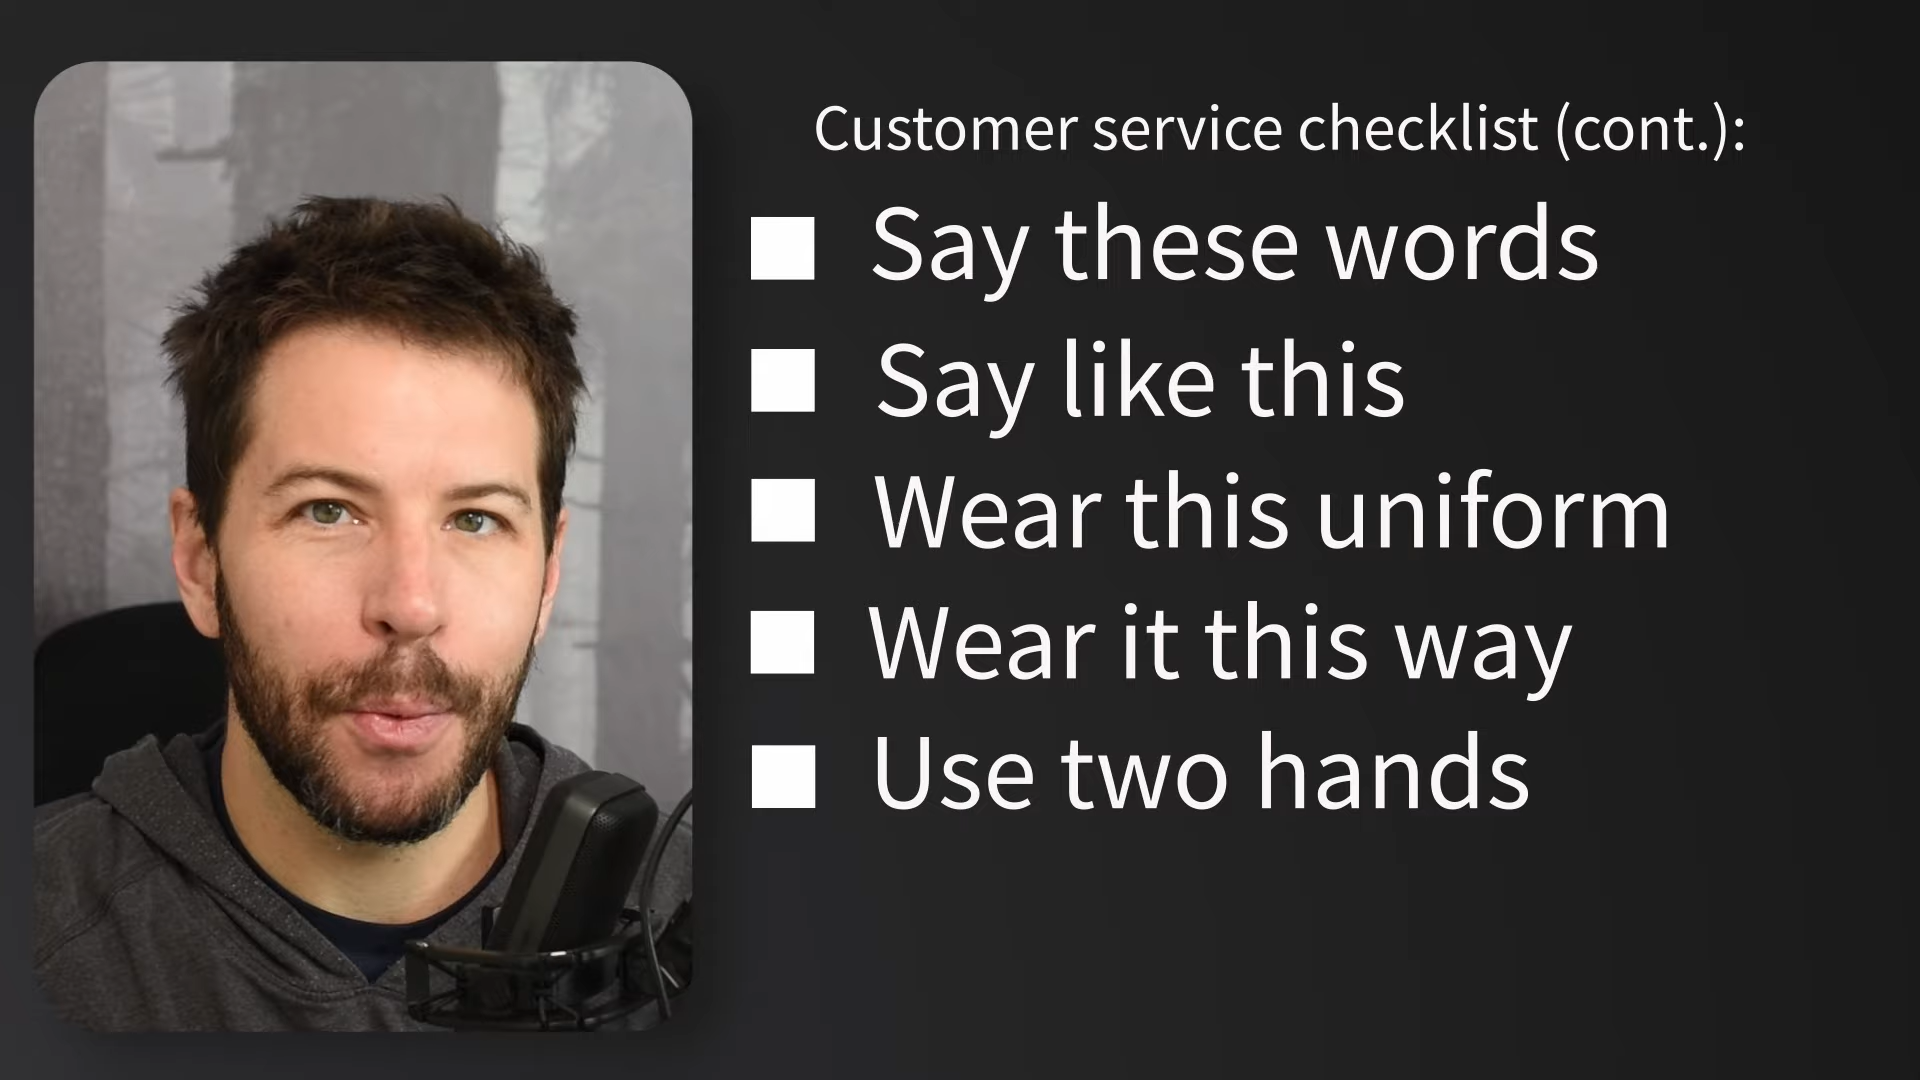 Customer service checklist (cont.):
Say these words
Say like this
Wear this uniform
Wear it this way
Use two hands